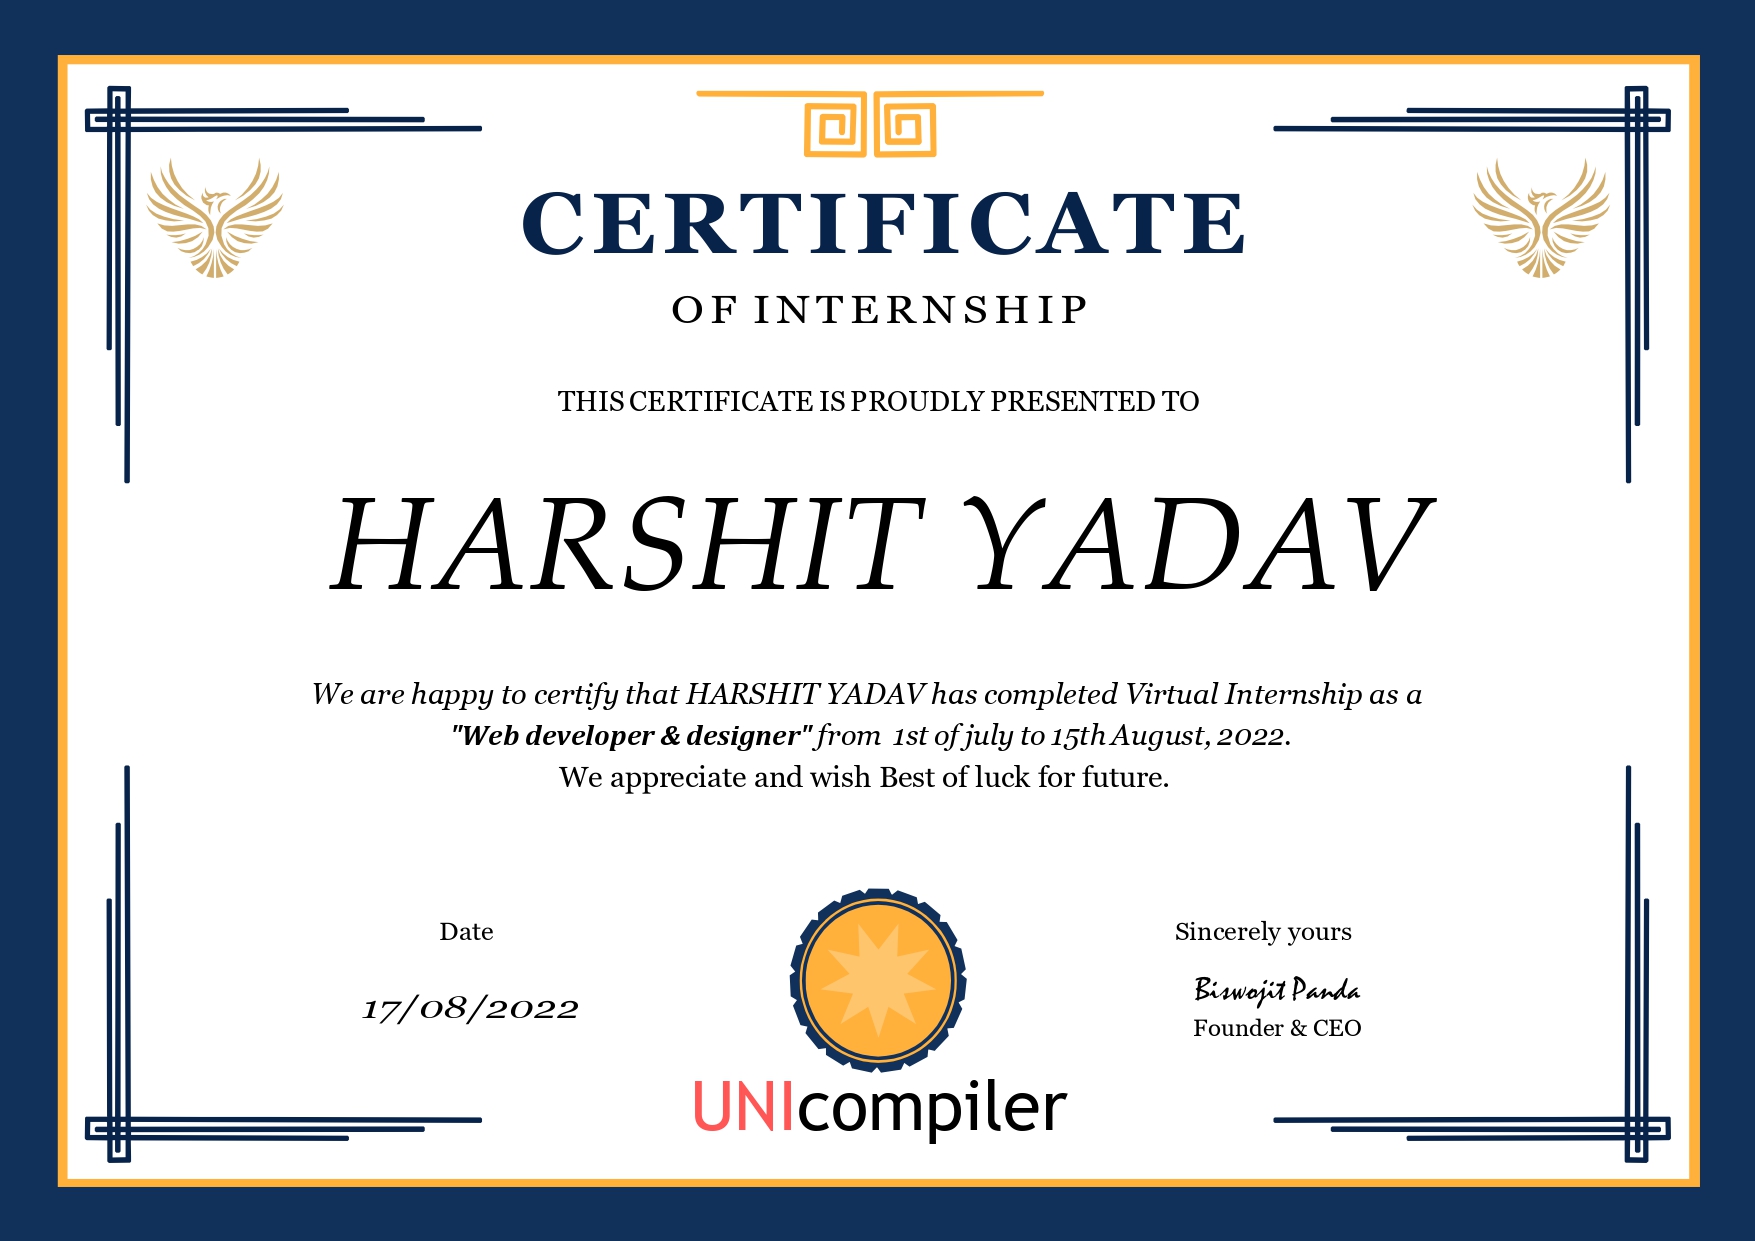 CERTIFICATE
OF INTERNSHIP
THIS CERTIFICATE IS PROUDLY PRESENTED TO
HARSHIT YADAV
We are happy to certify that HARSHIT YADAV has completed Virtual Internship as a
"Web developer & designer" from 1st of july to 15th August, 2022.
We appreciate and wish Best of luck for future.
Date
17/08/2022
Sincerely yours
Biswojit Panda
Founder & CEO
UNIcompiler